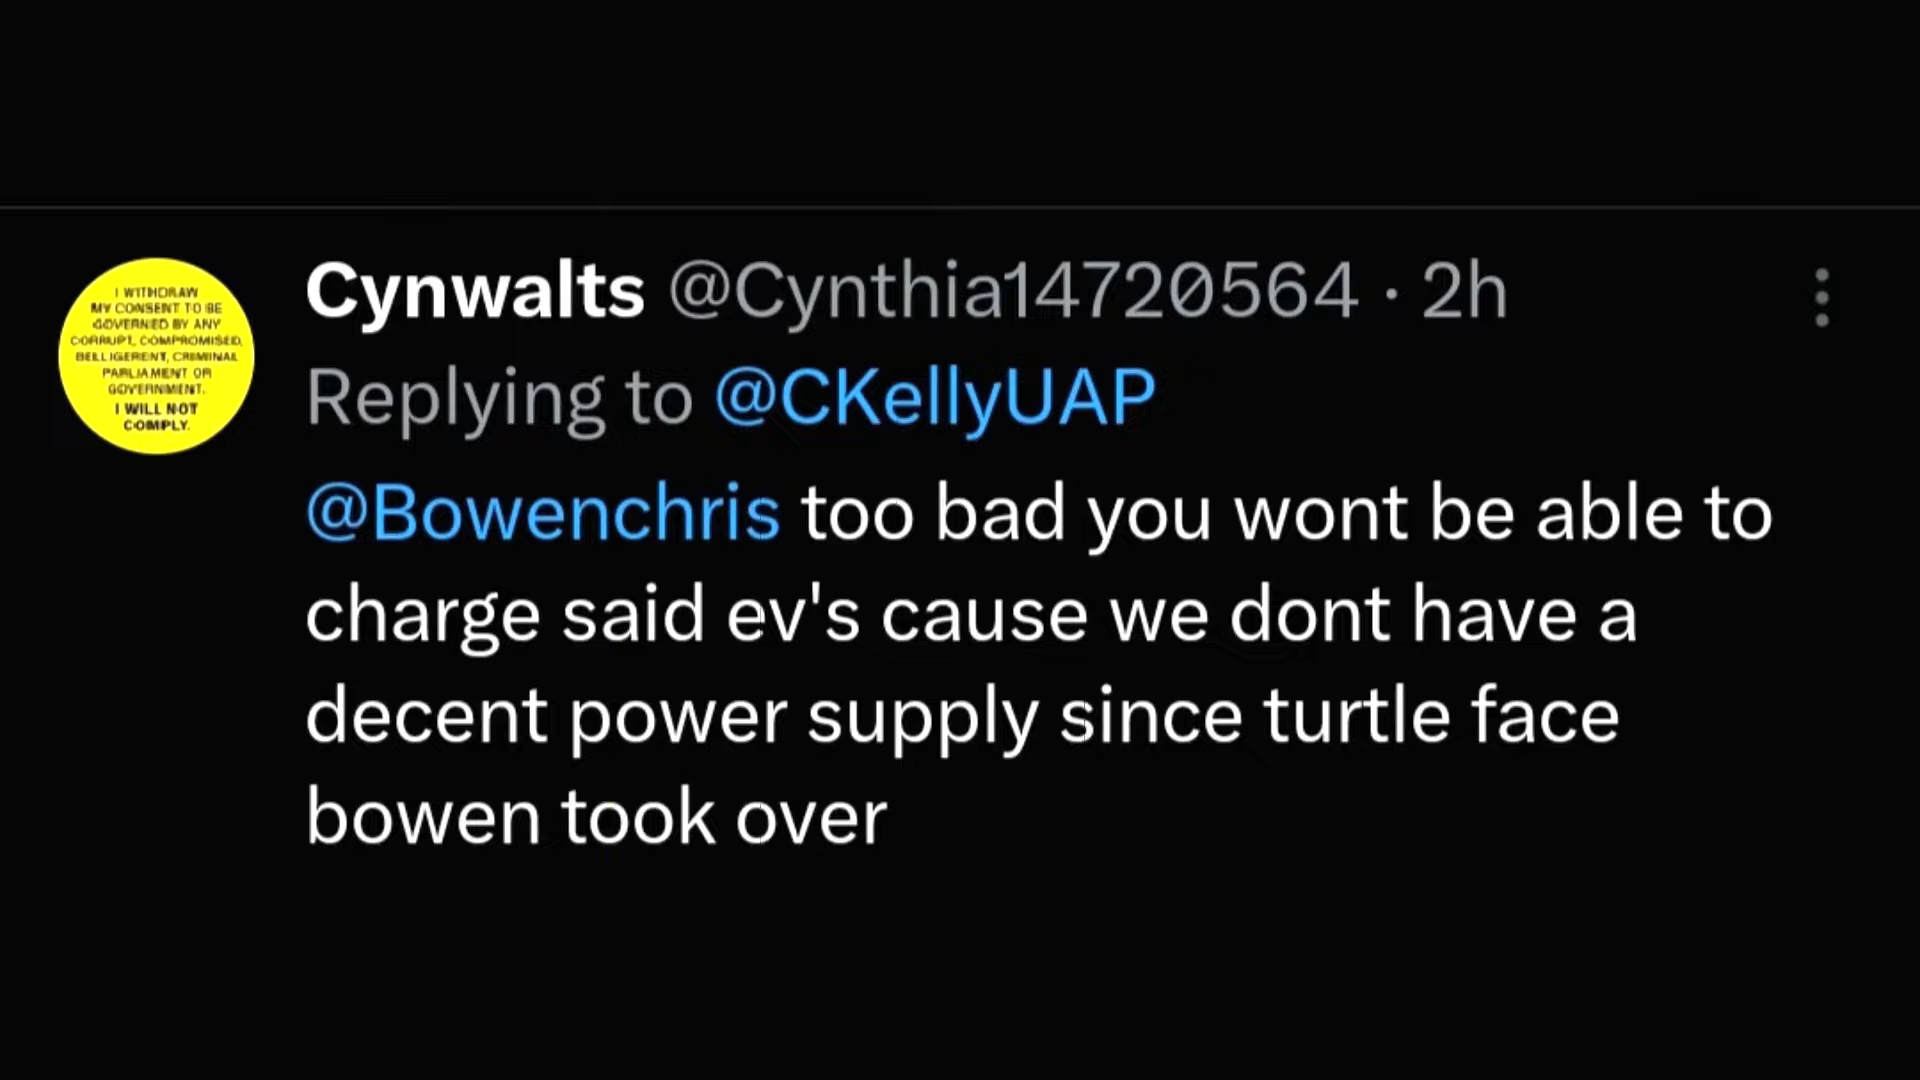 I WITHDRAW
MY CONSENT TO BE
GOVERNED BY ANY
CORRUPT, COMPROMISED,
BELLIGERENT, CRIMINAL
PARLIAMENT OR
GOVERNMENT.
I WILL NOT
COMPLY.
Cynwalts @Cynthia14720564 · 2h
Replying to @CKellyUAP
@Bowenchris too bad you wont be able to
charge said ev's cause we dont have a
decent power supply since turtle face
bowen took over